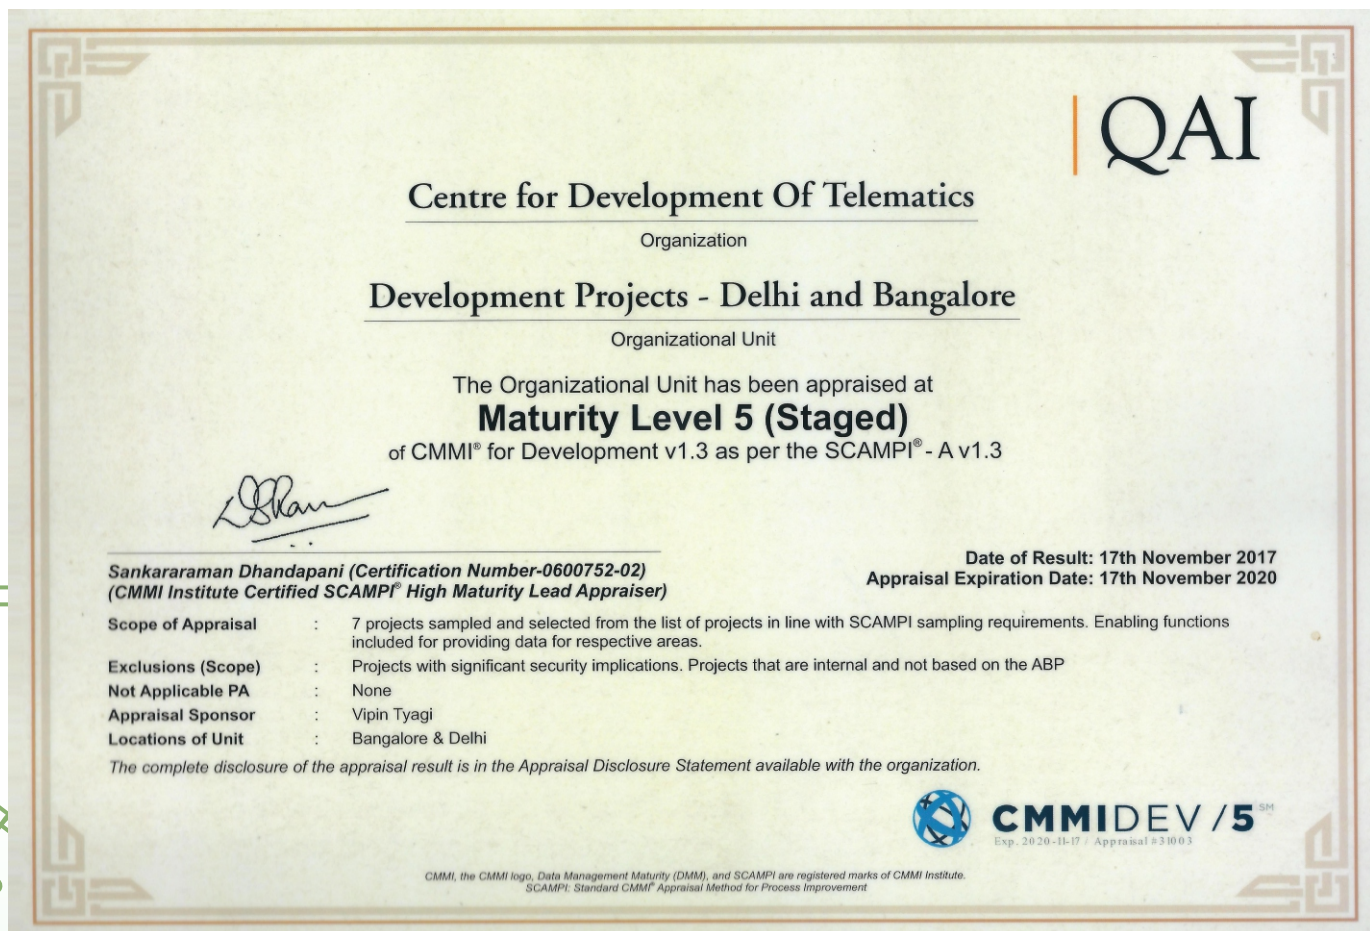 QAI
Centre for Development Of Telematics
Organization
Development Projects - Delhi and Bangalore
Organizational Unit
The Organizational Unit has been appraised at
Maturity Level 5 (Staged)
of CMMI® for Development v1.3 as per the SCAMPI® - A v1.3
Date of Result: 17th November 2017
Appraisal Expiration Date: 17th November 2020
Sankararaman Dhandapani (Certification Number-0600752-02)
(CMMI Institute Certified SCAMPI® High Maturity Lead Appraiser)
Scope of Appraisal : 7 projects sampled and selected from the list of projects in line with SCAMPI sampling requirements. Enabling functions
included for providing data for respective areas.
Exclusions (Scope) : Projects with significant security implications. Projects that are internal and not based on the ABP
Not Applicable PA : None
Appraisal Sponsor : Vipin Tyagi
Locations of Unit : Bangalore & Delhi
The complete disclosure of the appraisal result is in the Appraisal Disclosure Statement available with the organization.
CMMIDEV/5 SM
Exp. 2020-11-17 / Appraisal #31003
CMMI, the CMMI logo, Data Management Maturity (DMM), and SCAMPI are registered marks of CMMI Institute.
SCAMPI: Standard CMMI® Appraisal Method for Process Improvement